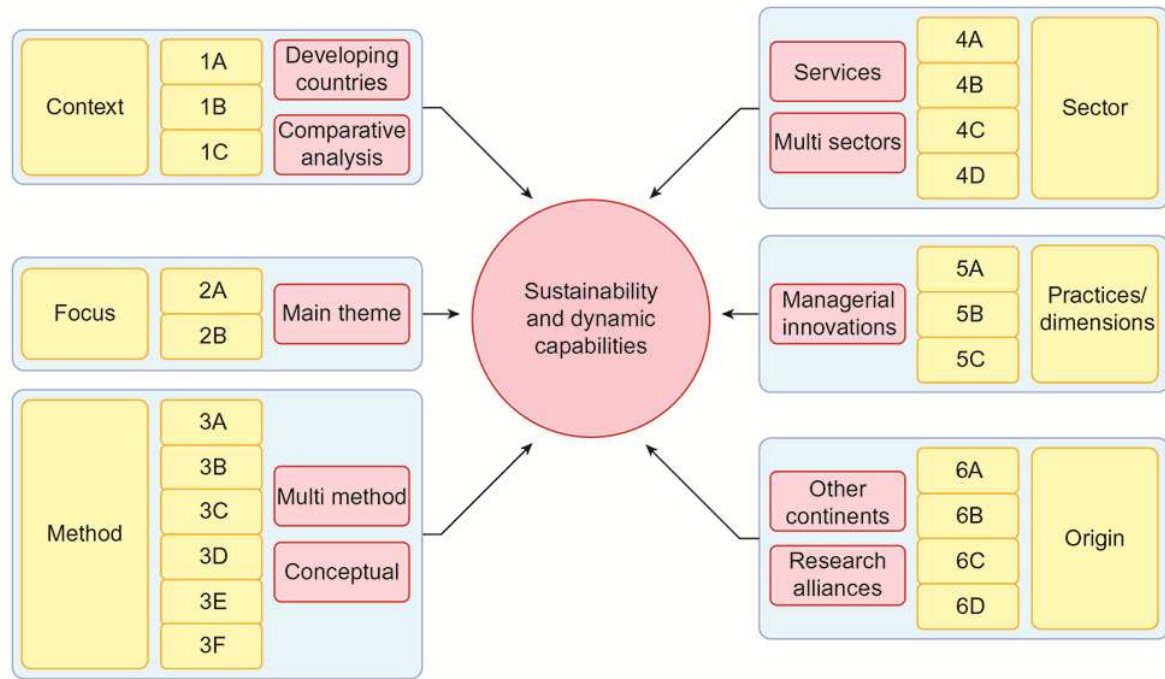 Context
1A
1B
1C
Developing
countries
Comparative
analysis
Focus
2A
2B
Main theme
Method
3A
3B
3C
3D
3E
3F
Multi method
Conceptual
Sustainability
and dynamic
capabilities
Services
Multi sectors
4A
4B
4C
4D
Sector
Managerial
innovations
5A
5B
5C
Practices/
dimensions
Other
continents
Research
alliances
6A
6B
6C
6D
Origin